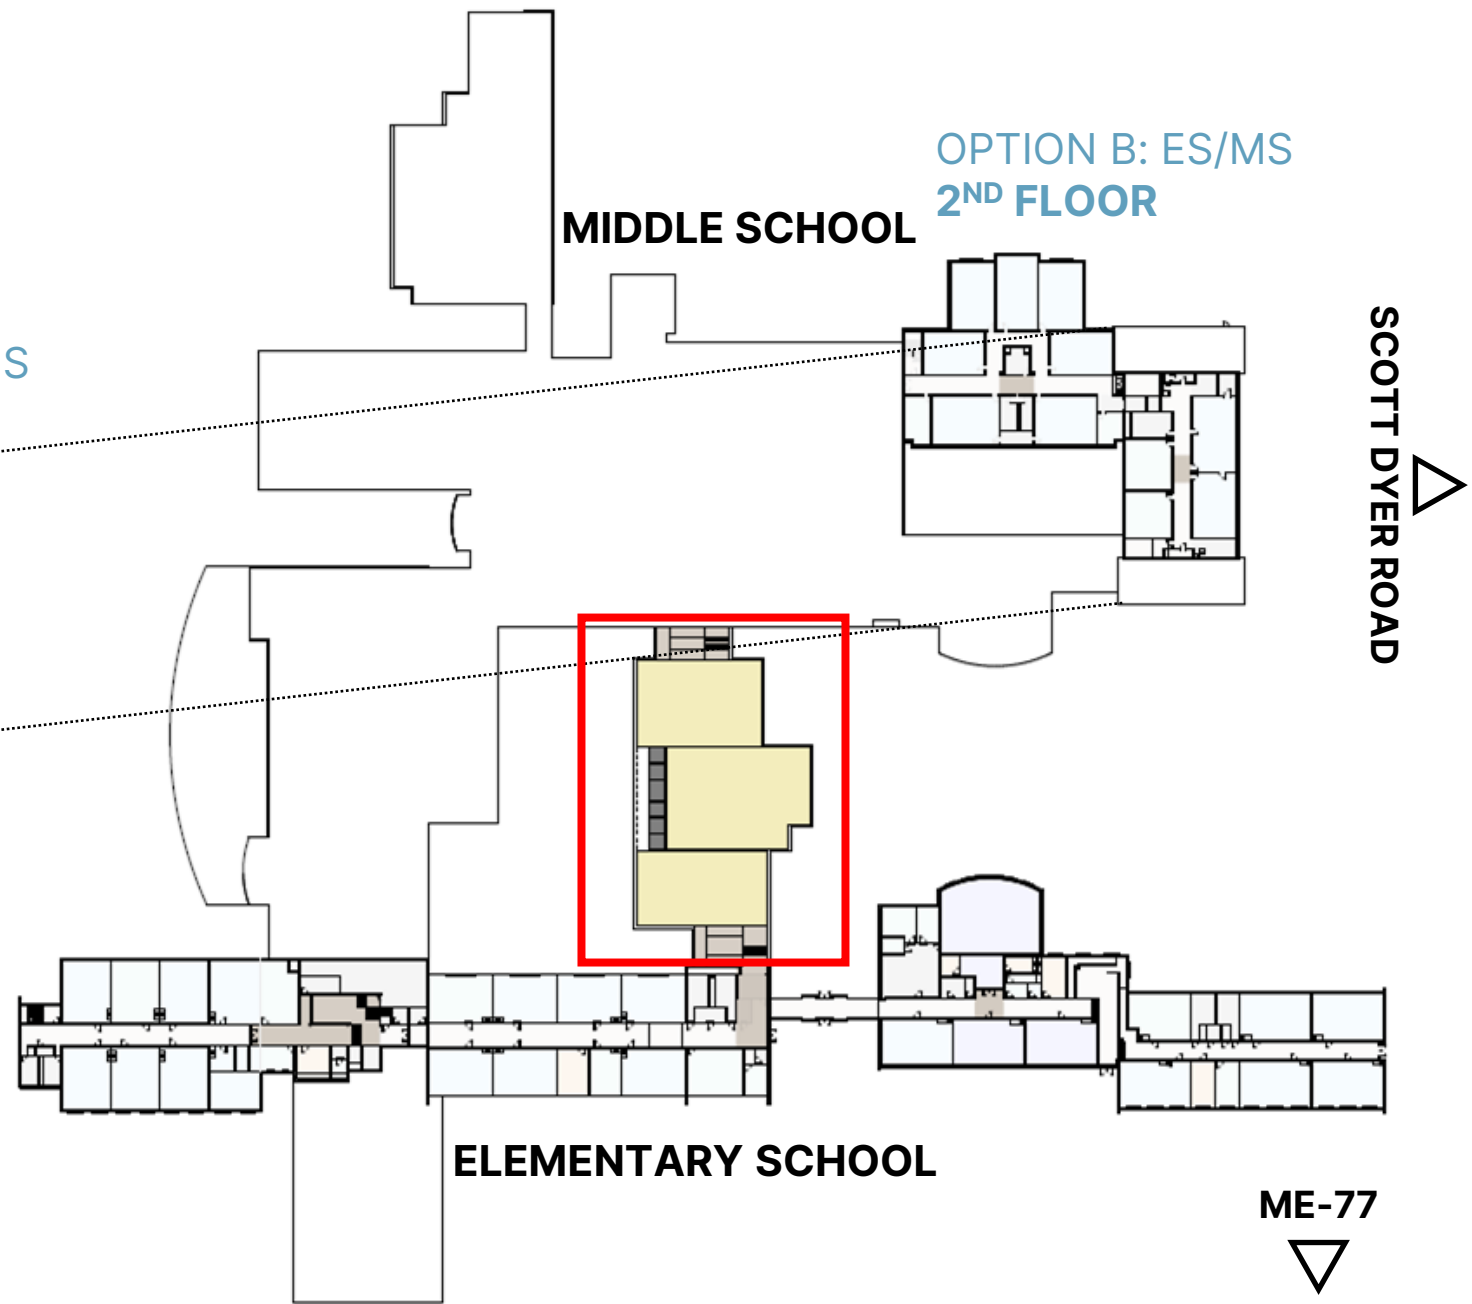 OPTION B: ES/MS
2ND FLOOR
MIDDLE SCHOOL
S
SCOTT DYER ROAD
ELEMENTARY SCHOOL
ME-77